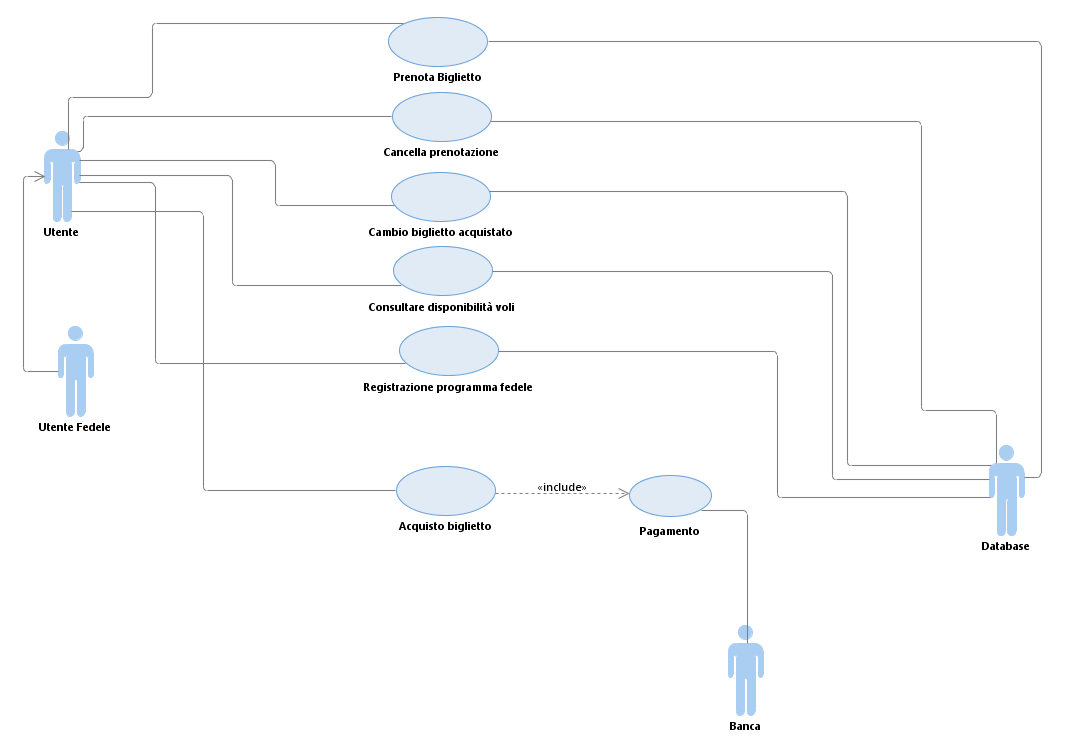 Prenota Biglietto
Cancella prenotazione
Utente
Cambio biglietto acquistato
Consultare disponibilità voli
Registrazione programma fedele
Utente Fedele
«include»
Acquisto biglietto
Pagamento
Database
Banca